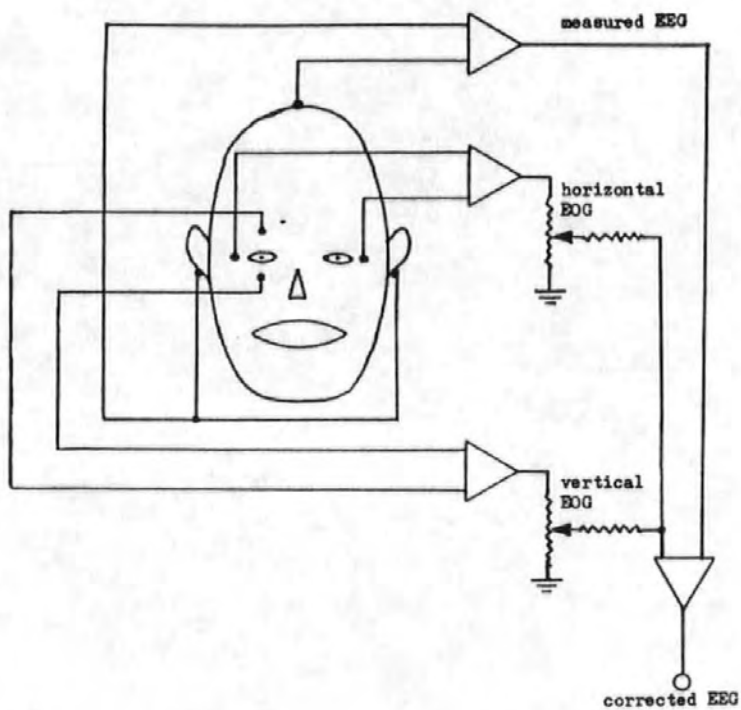 measured EEG
horizontal
EOG
vertical
EOG
corrected EEG